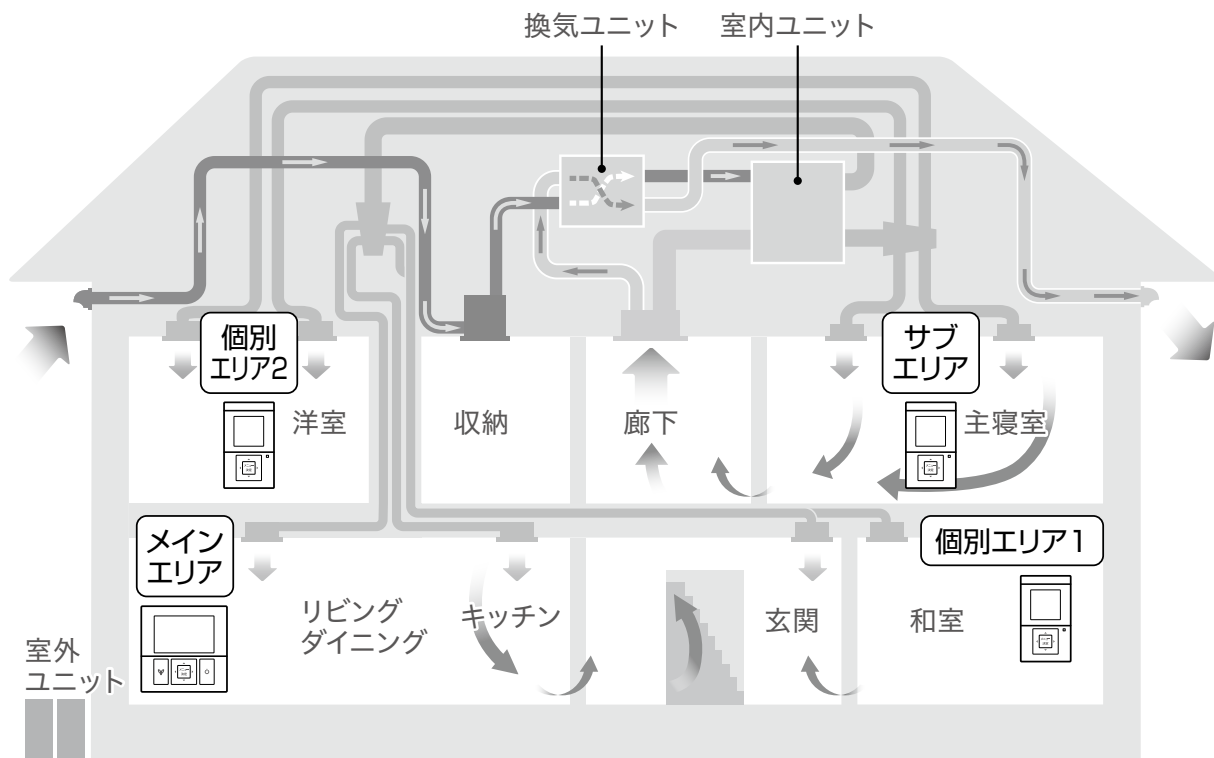 換気ユニット
室内ユニット
個別
エリア2
サブ
エリア
洋室
収納
廊下
主寝室
メイン
エリア
個別エリア1
リビング
ダイニング
キッチン
玄関
和室
室外
ユニット